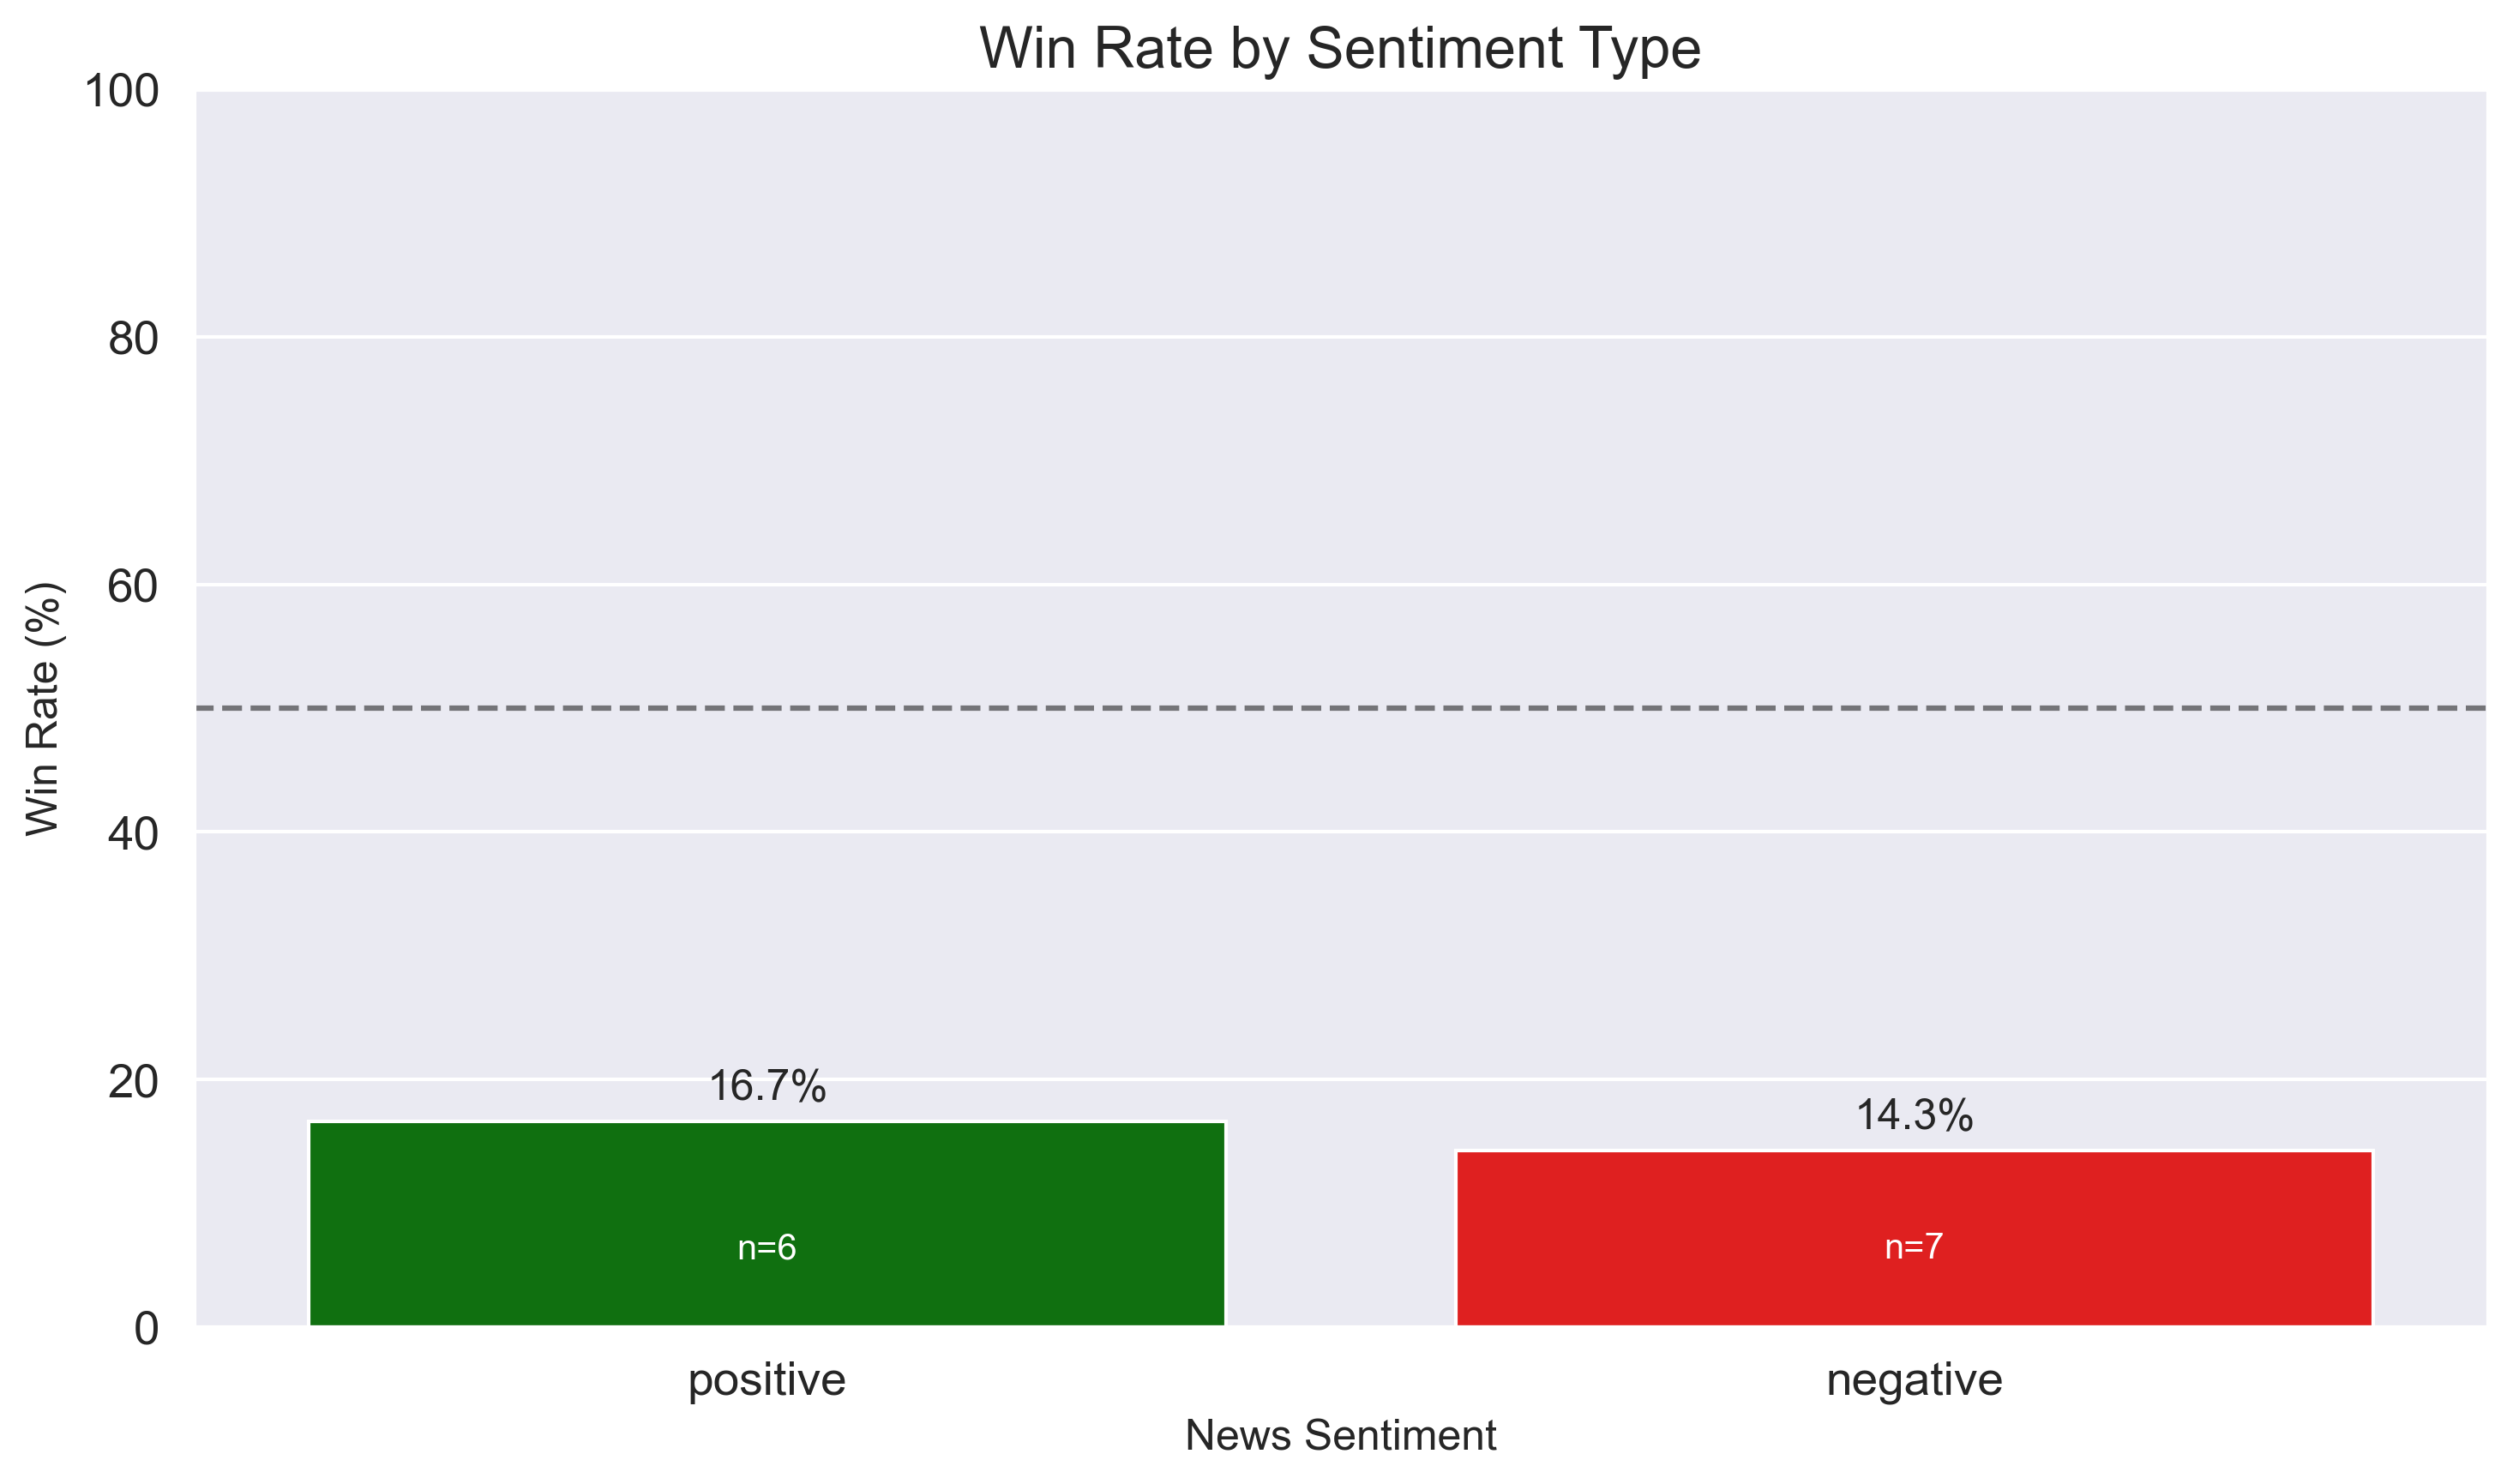 Win Rate by Sentiment Type
100
80
60
40
20
0
Win Rate (%)
16.7%
14.3%
n=6
n=7
positive
negative
News Sentiment